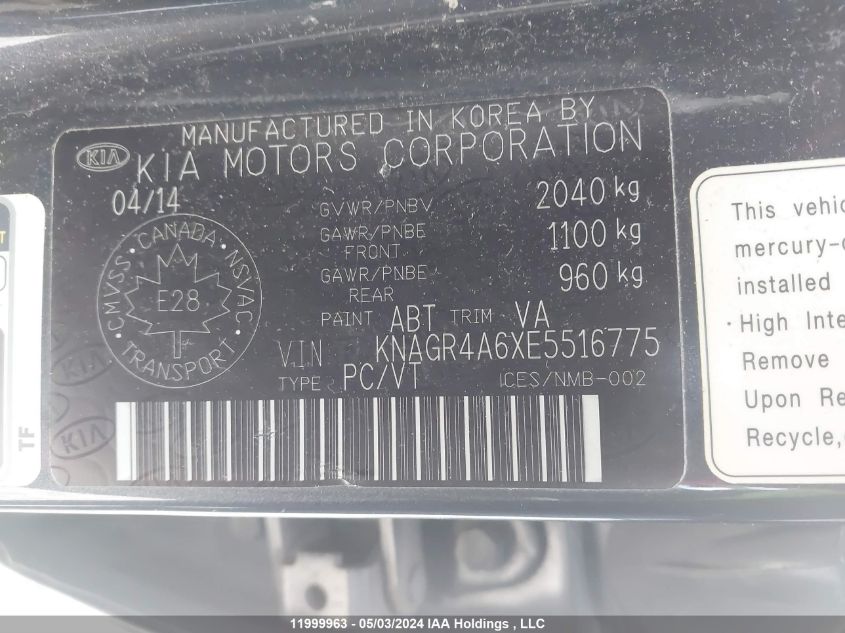 MANUFACTURED IN KOREA BY
KIA KIA MOTORS CORPORATION
04/14 GVWR/PNBV 2040 kg
GAWR/PNBE FRONT 1100 kg
GAWR/PNBE REAR 960 kg
PAINT ABT TRIM VA
V.I.N KNAGR4A6XE5516775
TYPE PC/VT ICES/NMB-002
CANADA · NSVAC · TRANSPORT · CMVSS
E28
KIA
TF
This vehic
mercury-
installed
· High Inte
Remove
Upon Re
Recycle,
11999963 - 05/03/2024 IAA Holdings , LLC